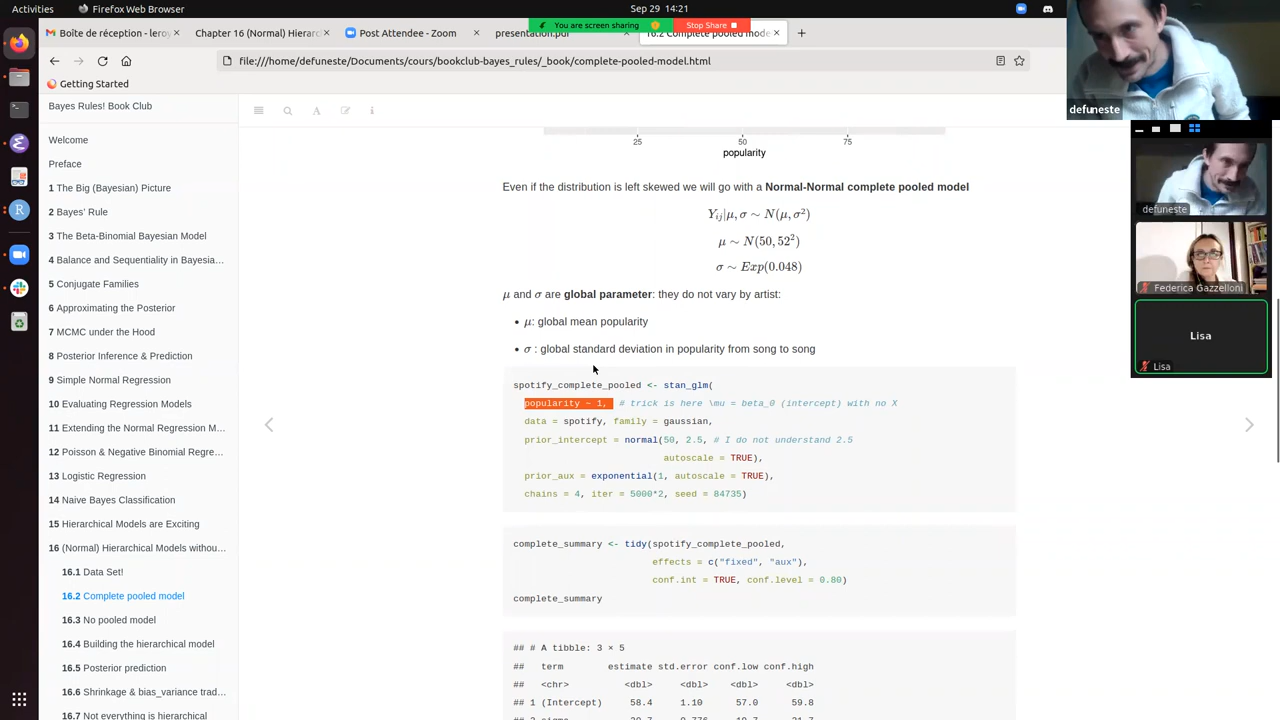 Activities
Firefox Web Browser
Sep 29 14:21
You are screen sharing
Stop Share
Boîte de réception - leroy
Chapter 16 (Normal) Hierar
Post Attendee - Zoom
presentation.pdf
16.2 Complete pooled mode
file:///home/defuneste/Documents/cours/bookclub-bayes_rules/_book/complete-pooled-model.html
Getting Started
Bayes Rules! Book Club
Welcome
Preface
1 The Big (Bayesian) Picture
2 Bayes' Rule
3 The Beta-Binomial Bayesian Model
4 Balance and Sequentiality in Bayesia…
5 Conjugate Families
6 Approximating the Posterior
7 MCMC under the Hood
8 Posterior Inference & Prediction
9 Simple Normal Regression
10 Evaluating Regression Models
11 Extending the Normal Regression M…
12 Poisson & Negative Binomial Regre…
13 Logistic Regression
14 Naive Bayes Classification
15 Hierarchical Models are Exciting
16 (Normal) Hierarchical Models withou…
16.1 Data Set!
16.2 Complete pooled model
16.3 No pooled model
16.4 Building the hierarchical model
16.5 Posterior prediction
16.6 Shrinkage & bias_variance trad…
16.7 Not everything is hierarchical
25 50 75
popularity
Even if the distribution is left skewed we will go with a Normal-Normal complete pooled model
Y_{ij}|μ, σ ∼ N(μ, σ²)
μ ∼ N(50, 52²)
σ ∼ Exp(0.048)
μ and σ are global parameter: they do not vary by artist:
• μ: global mean popularity
• σ : global standard deviation in popularity from song to song
spotify_complete_pooled <- stan_glm(
popularity ~ 1, # trick is here \mu = beta_0 (intercept) with no X
data = spotify, family = gaussian,
prior_intercept = normal(50, 2.5, # I do not understand 2.5
autoscale = TRUE),
prior_aux = exponential(1, autoscale = TRUE),
chains = 4, iter = 5000*2, seed = 84735)
complete_summary <- tidy(spotify_complete_pooled,
effects = c("fixed", "aux"),
conf.int = TRUE, conf.level = 0.80)
complete_summary
## # A tibble: 3 × 5
## term estimate std.error conf.low conf.high
## <chr> <dbl> <dbl> <dbl> <dbl>
## 1 (Intercept) 58.4 1.10 57.0 59.8
defuneste
defuneste
Federica Gazzelloni
Lisa
Lisa